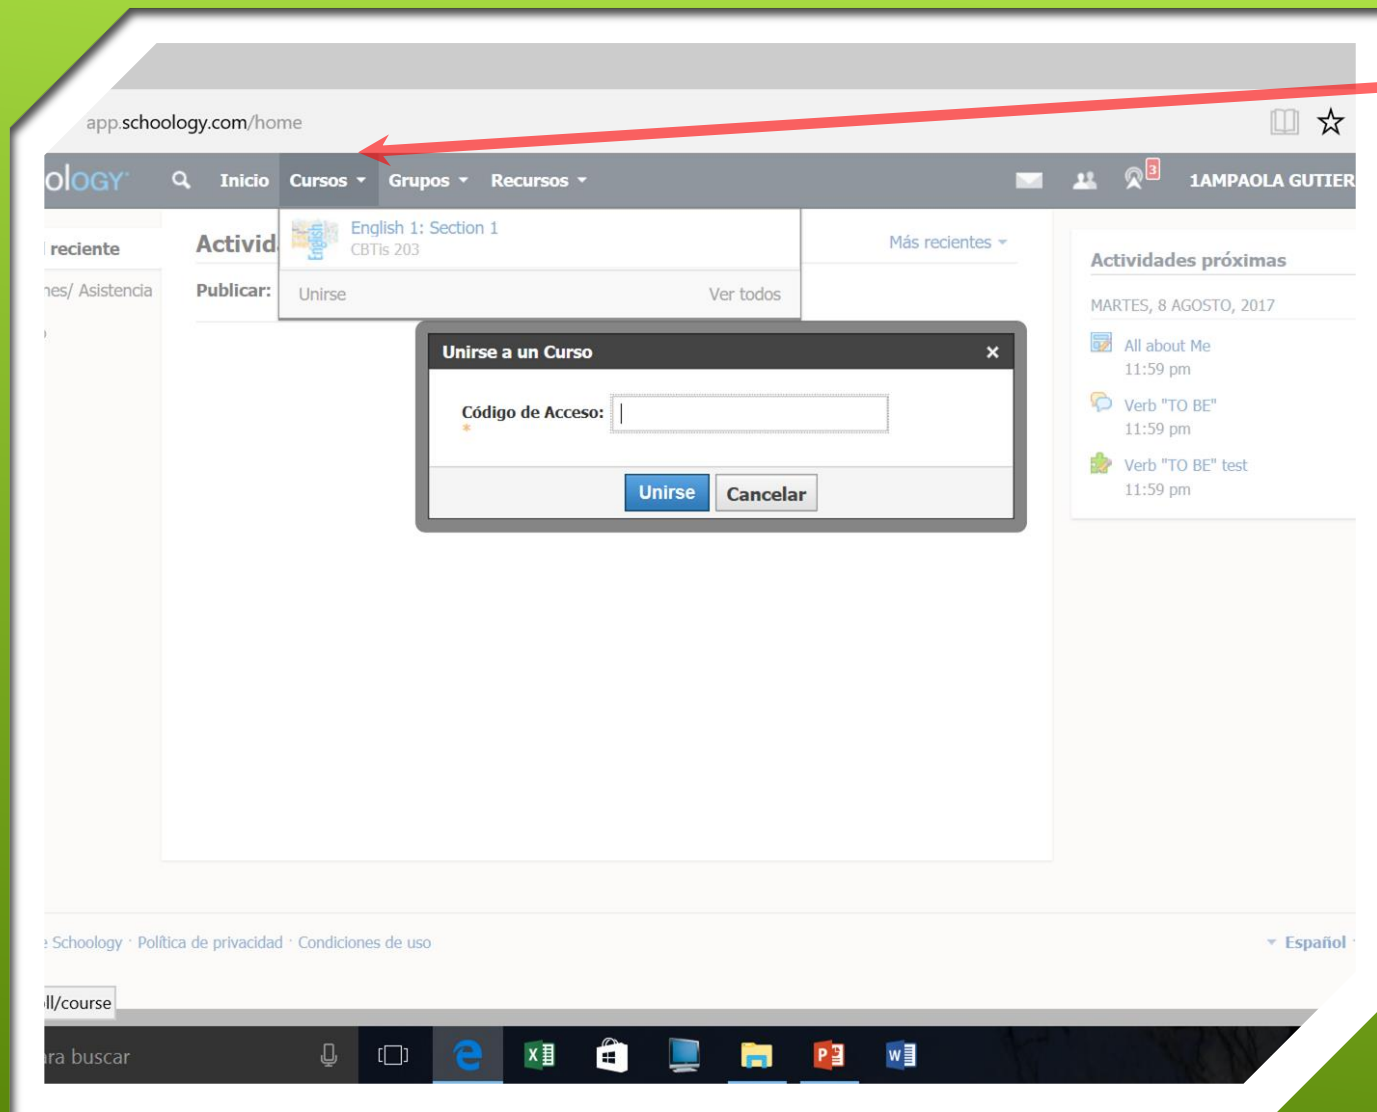 app.schoology.com/home
ology
Inicio Cursos Grupos Recursos
3
1AMPAOLA GUTIER
l reciente
nes/ Asistencia
Activid
Publicar:
English 1: Section 1
CBTis 203
Unirse Ver todos
Más recientes
Unirse a un Curso ×
Código de Acceso:
*
Unirse Cancelar
Actividades próximas
MARTES, 8 AGOSTO, 2017
All about Me
11:59 pm
Verb "TO BE"
11:59 pm
Verb "TO BE" test
11:59 pm
e Schoology · Política de privacidad · Condiciones de uso
Español
ll/course
ara buscar